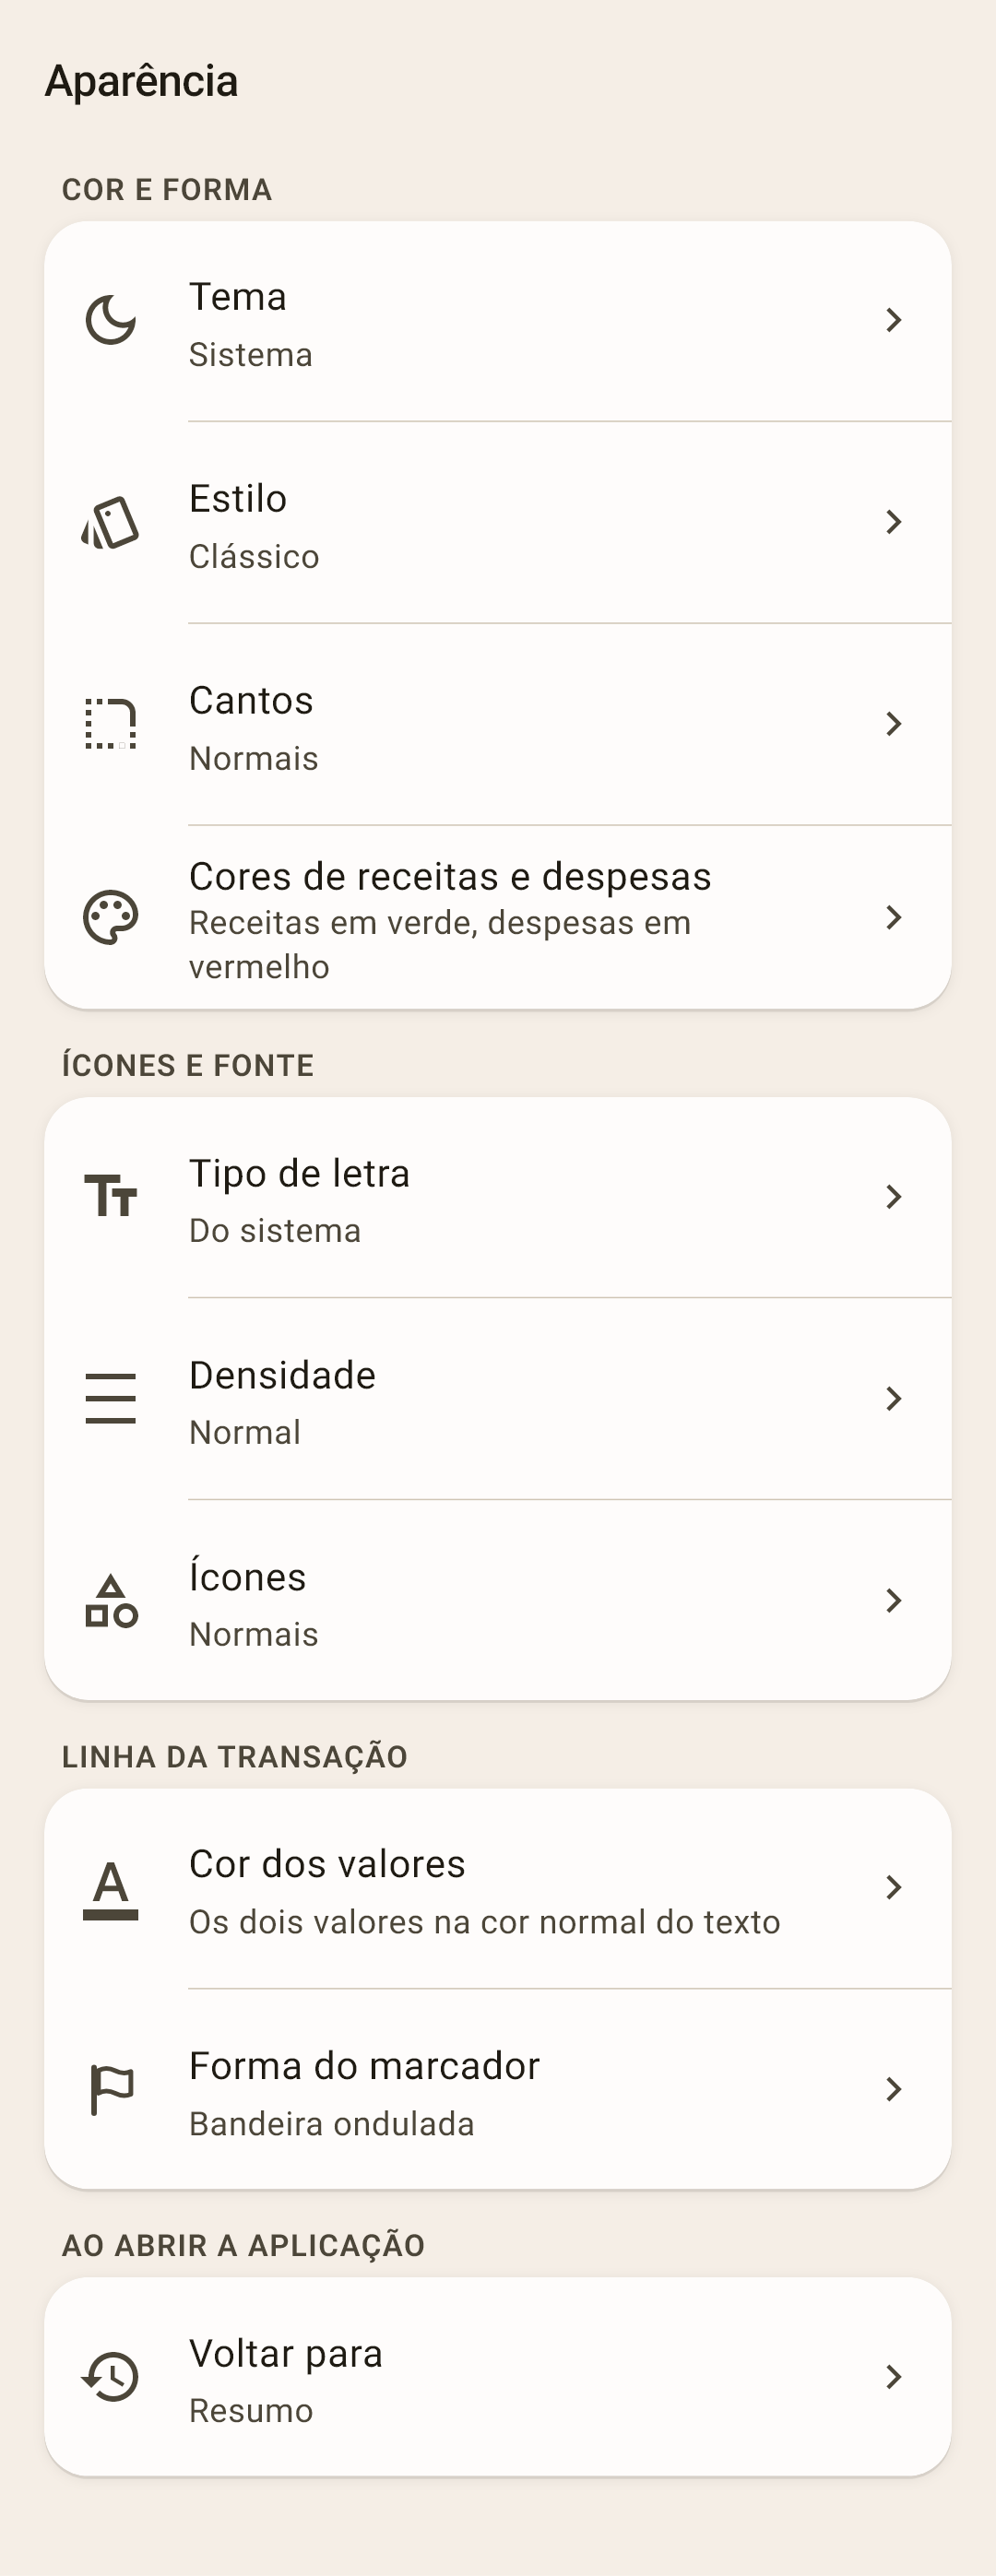 Aparência
COR E FORMA
Tema
Sistema
Estilo
Clássico
Cantos
Normais
Cores de receitas e despesas
Receitas em verde, despesas em
vermelho
ÍCONES E FONTE
Tipo de letra
Do sistema
Densidade
Normal
Ícones
Normais
LINHA DA TRANSAÇÃO
Cor dos valores
Os dois valores na cor normal do texto
Forma do marcador
Bandeira ondulada
AO ABRIR A APLICAÇÃO
Voltar para
Resumo